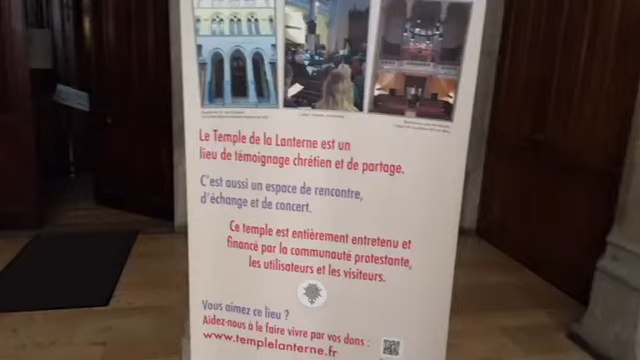 Le Temple de la Lanterne est un
lieu de témoignage chrétien et de partage.
C'est aussi un espace de rencontre,
d'échange et de concert.
Ce temple est entièrement entretenu et
financé par la communauté protestante,
les utilisateurs et les visiteurs.
Vous aimez ce lieu ?
Aidez-nous à le faire vivre par vos dons :
www.templelanterne.fr